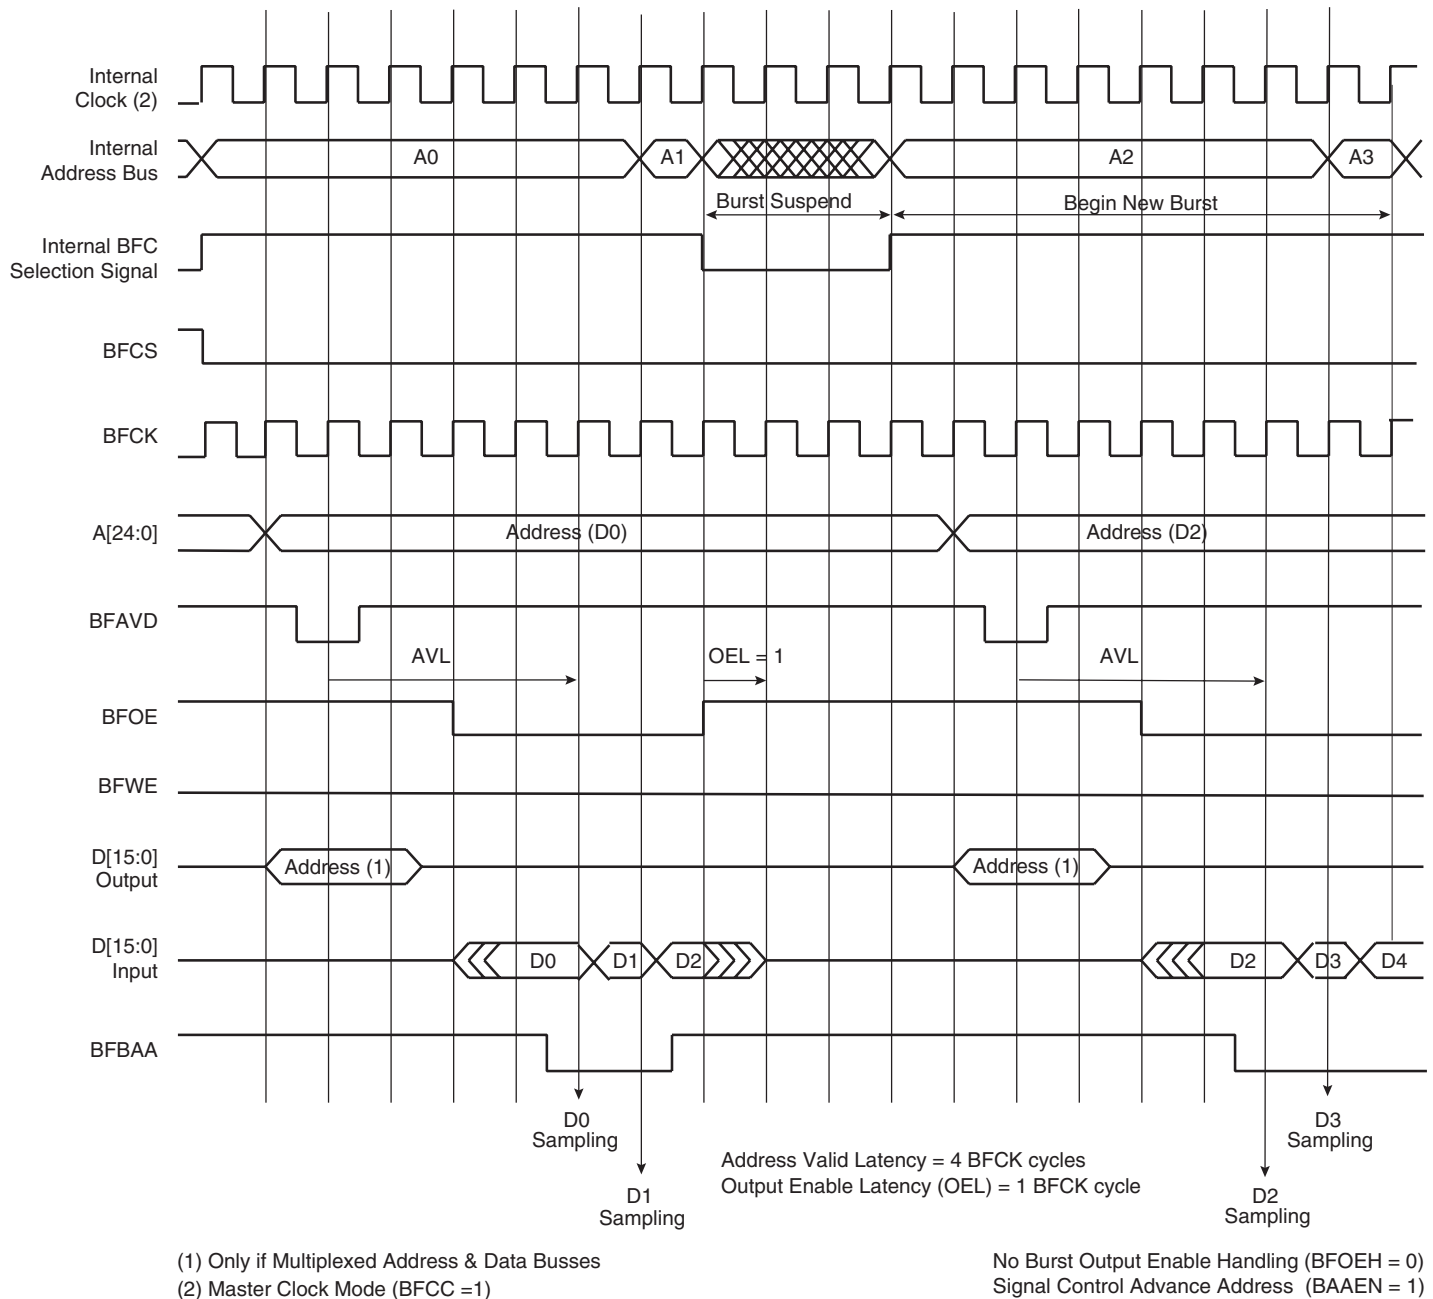 Internal
Clock (2)
Internal
Address Bus
A0
A1
A2
A3
Burst Suspend
Begin New Burst
Internal BFC
Selection Signal
BFCS
BFCK
A[24:0]
Address (D0)
Address (D2)
BFAVD
AVL
OEL = 1
AVL
BFOE
BFWE
D[15:0]
Output
Address (1)
Address (1)
D[15:0]
Input
D0
D1
D2
D2
D3
D4
BFBAA
D0
Sampling
D1
Sampling
Address Valid Latency = 4 BFCK cycles
Output Enable Latency (OEL) = 1 BFCK cycle
D3
Sampling
D2
Sampling
(1) Only if Multiplexed Address & Data Busses
(2) Master Clock Mode (BFCC =1)
No Burst Output Enable Handling (BFOEH = 0)
Signal Control Advance Address (BAAEN = 1)